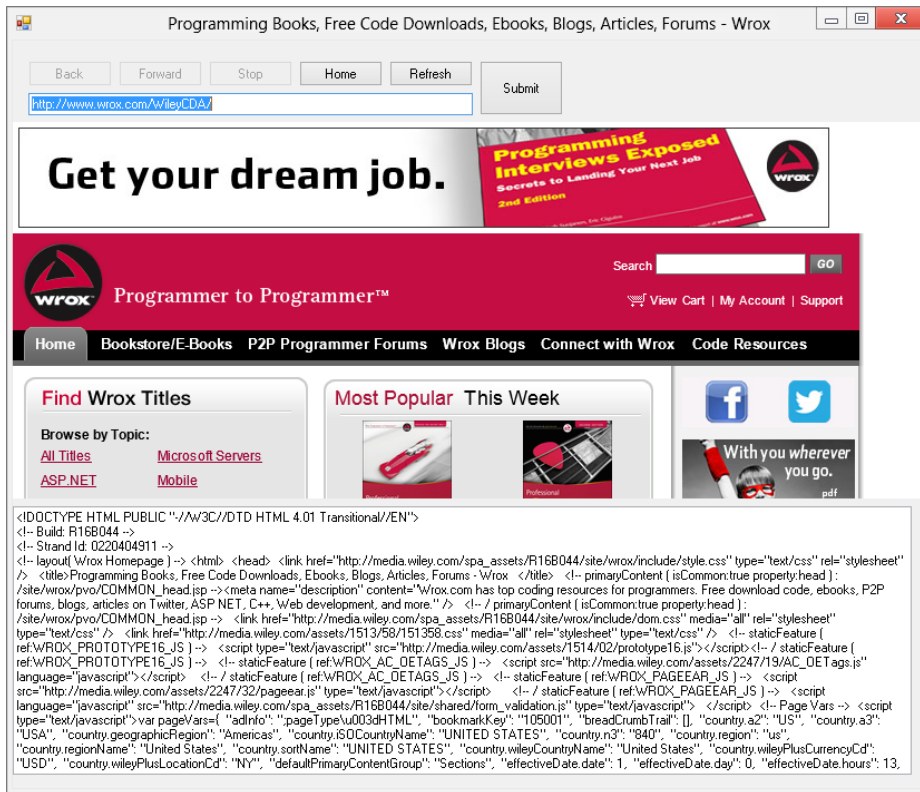 Programming Books, Free Code Downloads, Ebooks, Blogs, Articles, Forums - Wrox
Back Forward Stop Home Refresh
Submit
http://www.wrox.com/WileyCDA/
Get your dream job.
Programming
Interviews Exposed
Secrets to Landing Your Next Job
2nd Edition
wrox
Search GO
wrox Programmer to Programmer™
View Cart | My Account | Support
Home Bookstore/E-Books P2P Programmer Forums Wrox Blogs Connect with Wrox Code Resources
Find Wrox Titles
Most Popular This Week
Browse by Topic:
All Titles Microsoft Servers
ASP.NET Mobile
Professional
Professional
With you wherever
you go.
pdf
<!DOCTYPE HTML PUBLIC "-//W3C//DTD HTML 4.01 Transitional//EN">
<!-- Build: R16B044 -->
<!-- Strand Id: 0220404911 -->
<!-- layout( Wrox Homepage ) --> <html> <head> <link href="http://media.wiley.com/spa_assets/R16B044/site/wrox/include/style.css" type="text/css" rel="stylesheet"
/> <title>Programming Books, Free Code Downloads, Ebooks, Blogs, Articles, Forums - Wrox </title> <!-- primaryContent ( isCommon:true property:head ) :
/site/wrox/pvo/COMMON_head.jsp --><meta name="description" content="Wrox.com has top coding resources for programmers. Free download code, ebooks, P2P
forums, blogs, articles on Twitter, ASP.NET, C++, Web development, and more." /> <!-- / primaryContent ( isCommon:true property:head ) :
/site/wrox/pvo/COMMON_head.jsp --> <link href="http://media.wiley.com/spa_assets/R16B044/site/wrox/include/dom.css" media="all" rel="stylesheet"
type="text/css" /> <link href="http://media.wiley.com/assets/1513/58/151358.css" media="all" rel="stylesheet" type="text/css" /> <!-- staticFeature (
ref:WROX_PROTOTYPE16_JS ) --> <script type="text/javascript" src="http://media.wiley.com/assets/1514/02/prototype16.js"></script><!-- / staticFeature (
ref:WROX_PROTOTYPE16_JS ) --> <!-- staticFeature ( ref:WROX_AC_OETAGS_JS ) --> <script src="http://media.wiley.com/assets/2247/19/AC_OETags.js"
language="javascript"></script> <!-- / staticFeature ( ref:WROX_AC_OETAGS_JS ) --> <!-- staticFeature ( ref:WROX_PAGEEAR_JS ) --> <script
src="http://media.wiley.com/assets/2247/32/pageear.js" type="text/javascript"></script> <!-- / staticFeature ( ref:WROX_PAGEEAR_JS ) --> <script
language="javascript" src="http://media.wiley.com/spa_assets/R16B044/site/shared/form_validation.js" type="text/javascript"> </script> <!-- Page Vars --> <script
type="text/javascript">var pageVars={ "adInfo": ";pageType\u003dHTML", "bookmarkKey": "105001", "breadCrumbTrail": [], "country.a2": "US", "country.a3":
"USA", "country.geographicRegion": "Americas", "country.iSOCountryName": "UNITED STATES", "country.n3": "840", "country.region": "us",
"country.regionName": "United States", "country.sortName": "UNITED STATES", "country.wileyCountryName": "United States", "country.wileyPlusCurrencyCd":
"USD", "country.wileyPlusLocationCd": "NY", "defaultPrimaryContentGroup": "Sections", "effectiveDate.date": 1, "effectiveDate.day": 0, "effectiveDate.hours": 13,